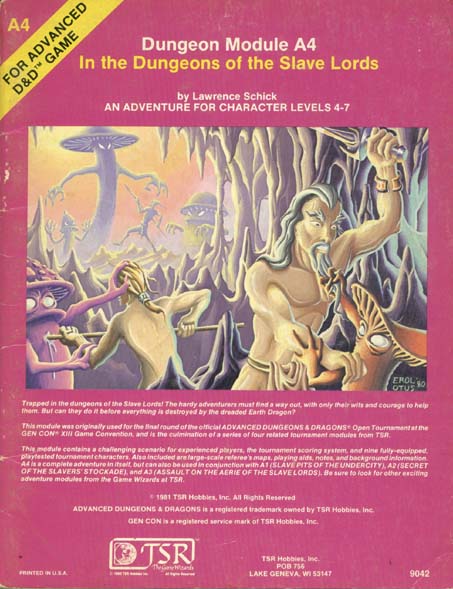 A4
FOR ADVANCED
D&D™ GAME
Dungeon Module A4
In the Dungeons of the Slave Lords
by Lawrence Schick
AN ADVENTURE FOR CHARACTER LEVELS 4-7
EROL
OTUS '80
Trapped in the dungeons of the Slave Lords! The hardy adventurers must find a way out, with only their wits and courage to help
them. But can they do it before everything is destroyed by the dreaded Earth Dragon?
This module was originally used for the final round of the official ADVANCED DUNGEONS & DRAGONS® Open Tournament at the
GEN CON® XIII Game Convention, and is the culmination of a series of four related tournament modules from TSR.
This module contains a challenging scenario for experienced players, the tournament scoring system, and nine fully-equipped,
playtested tournament characters. Also included are large-scale referee's maps, playing aids, notes, and background information.
A4 is a complete adventure in itself, but can also be used in conjunction with A1 (SLAVE PITS OF THE UNDERCITY), A2 (SECRET
OF THE SLAVERS' STOCKADE), and A3 (ASSAULT ON THE AERIE OF THE SLAVE LORDS). Be sure to look for other exciting
adventure modules from the Game Wizards at TSR.
© 1981 TSR Hobbies, Inc. All Rights Reserved
ADVANCED DUNGEONS & DRAGONS is a registered trademark owned by TSR Hobbies, Inc.
GEN CON is a registered service mark of TSR Hobbies, Inc.
TSR
The Game Wizards
© 1980 TSR Hobbies Inc. All Rights Reserved
PRINTED IN U.S.A.
TSR Hobbies, Inc.
POB 756
LAKE GENEVA, WI 53147
9042